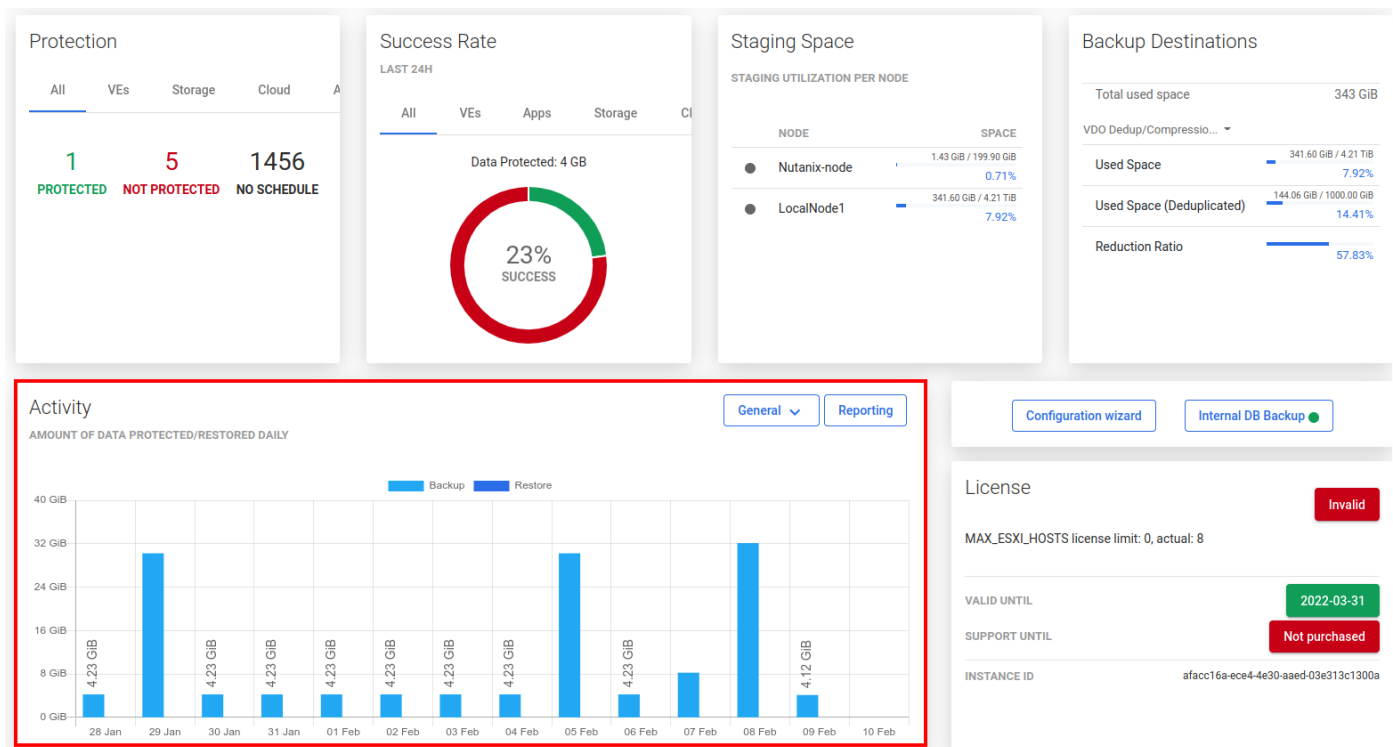 Protection
All VEs Storage Cloud A
1 5 1456
PROTECTED NOT PROTECTED NO SCHEDULE
Success Rate
LAST 24H
All VEs Apps Storage Cl
Data Protected: 4 GB
23%
SUCCESS
Staging Space
STAGING UTILIZATION PER NODE
NODE SPACE
Nutanix-node 1.43 GiB / 199.90 GiB
0.71%
LocalNode1 341.60 GiB / 4.21 TiB
7.92%
Backup Destinations
Total used space 343 GiB
VDO Dedup/Compressio...
Used Space 341.60 GiB / 4.21 TiB
7.92%
Used Space (Deduplicated) 144.06 GiB / 1000.00 GiB
14.41%
Reduction Ratio
57.83%
Activity
General Reporting
AMOUNT OF DATA PROTECTED/RESTORED DAILY
Backup Restore
40 GiB
32 GiB
24 GiB
16 GiB
8 GiB
0 GiB
4.23 GiB
4.23 GiB
4.23 GiB
4.23 GiB
4.23 GiB
4.23 GiB
4.23 GiB
4.23 GiB
4.12 GiB
28 Jan 29 Jan 30 Jan 31 Jan 01 Feb 02 Feb 03 Feb 04 Feb 05 Feb 06 Feb 07 Feb 08 Feb 09 Feb 10 Feb
Configuration wizard Internal DB Backup
License
Invalid
MAX_ESXI_HOSTS license limit: 0, actual: 8
VALID UNTIL 2022-03-31
SUPPORT UNTIL Not purchased
INSTANCE ID afacc16a-ece4-4e30-aaed-03e313c1300a